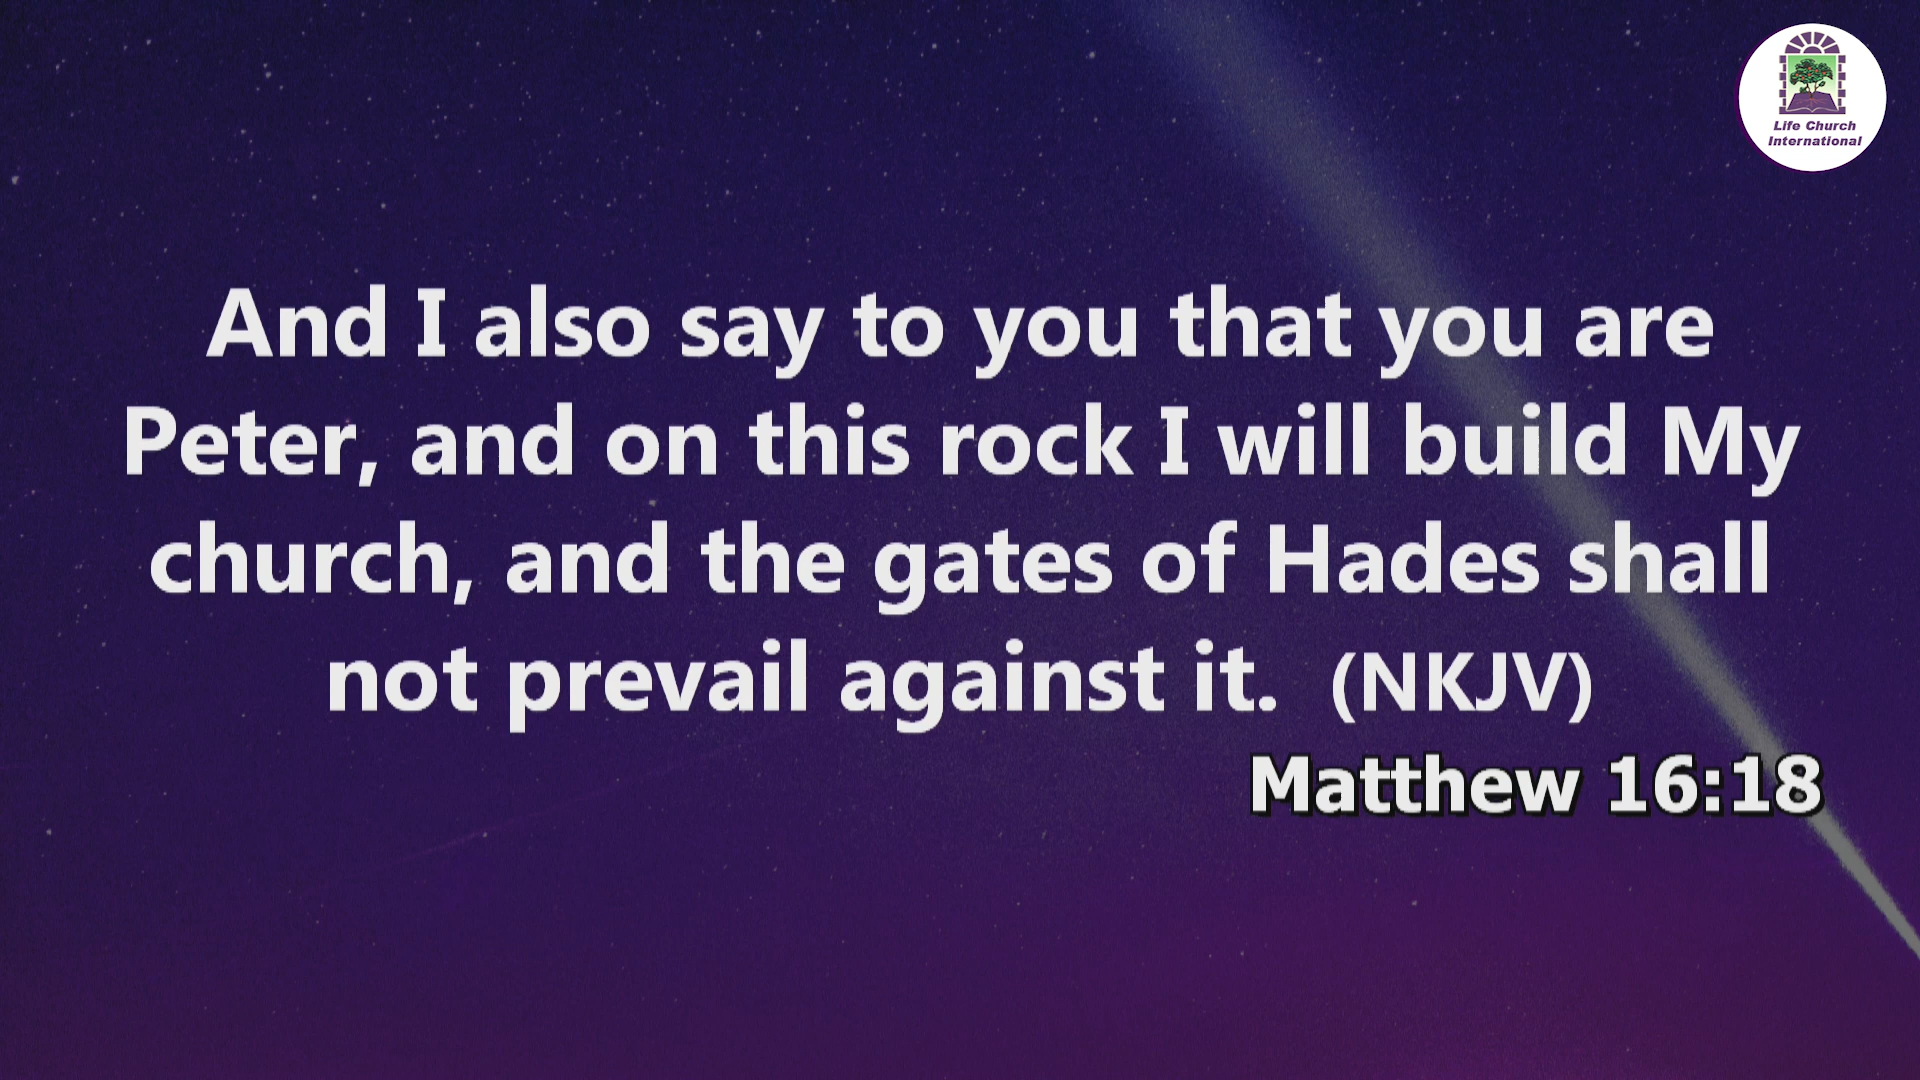 Life Church
International
And I also say to you that you are
Peter, and on this rock I will build My
church, and the gates of Hades shall
not prevail against it.  (NKJV)
Matthew 16:18